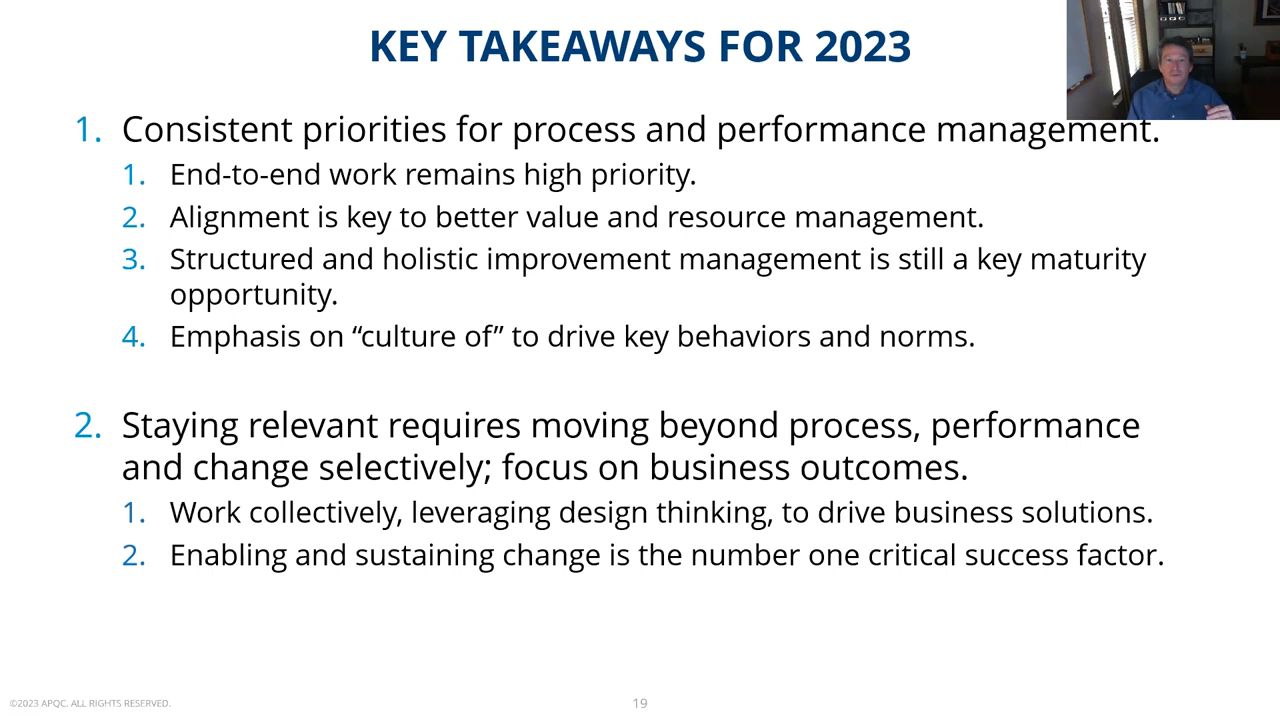 KEY TAKEAWAYS FOR 2023
1. Consistent priorities for process and performance management.
1. End-to-end work remains high priority.
2. Alignment is key to better value and resource management.
3. Structured and holistic improvement management is still a key maturity
opportunity.
4. Emphasis on “culture of” to drive key behaviors and norms.
2. Staying relevant requires moving beyond process, performance
and change selectively; focus on business outcomes.
1. Work collectively, leveraging design thinking, to drive business solutions.
2. Enabling and sustaining change is the number one critical success factor.
©2023 APQC. ALL RIGHTS RESERVED.
19